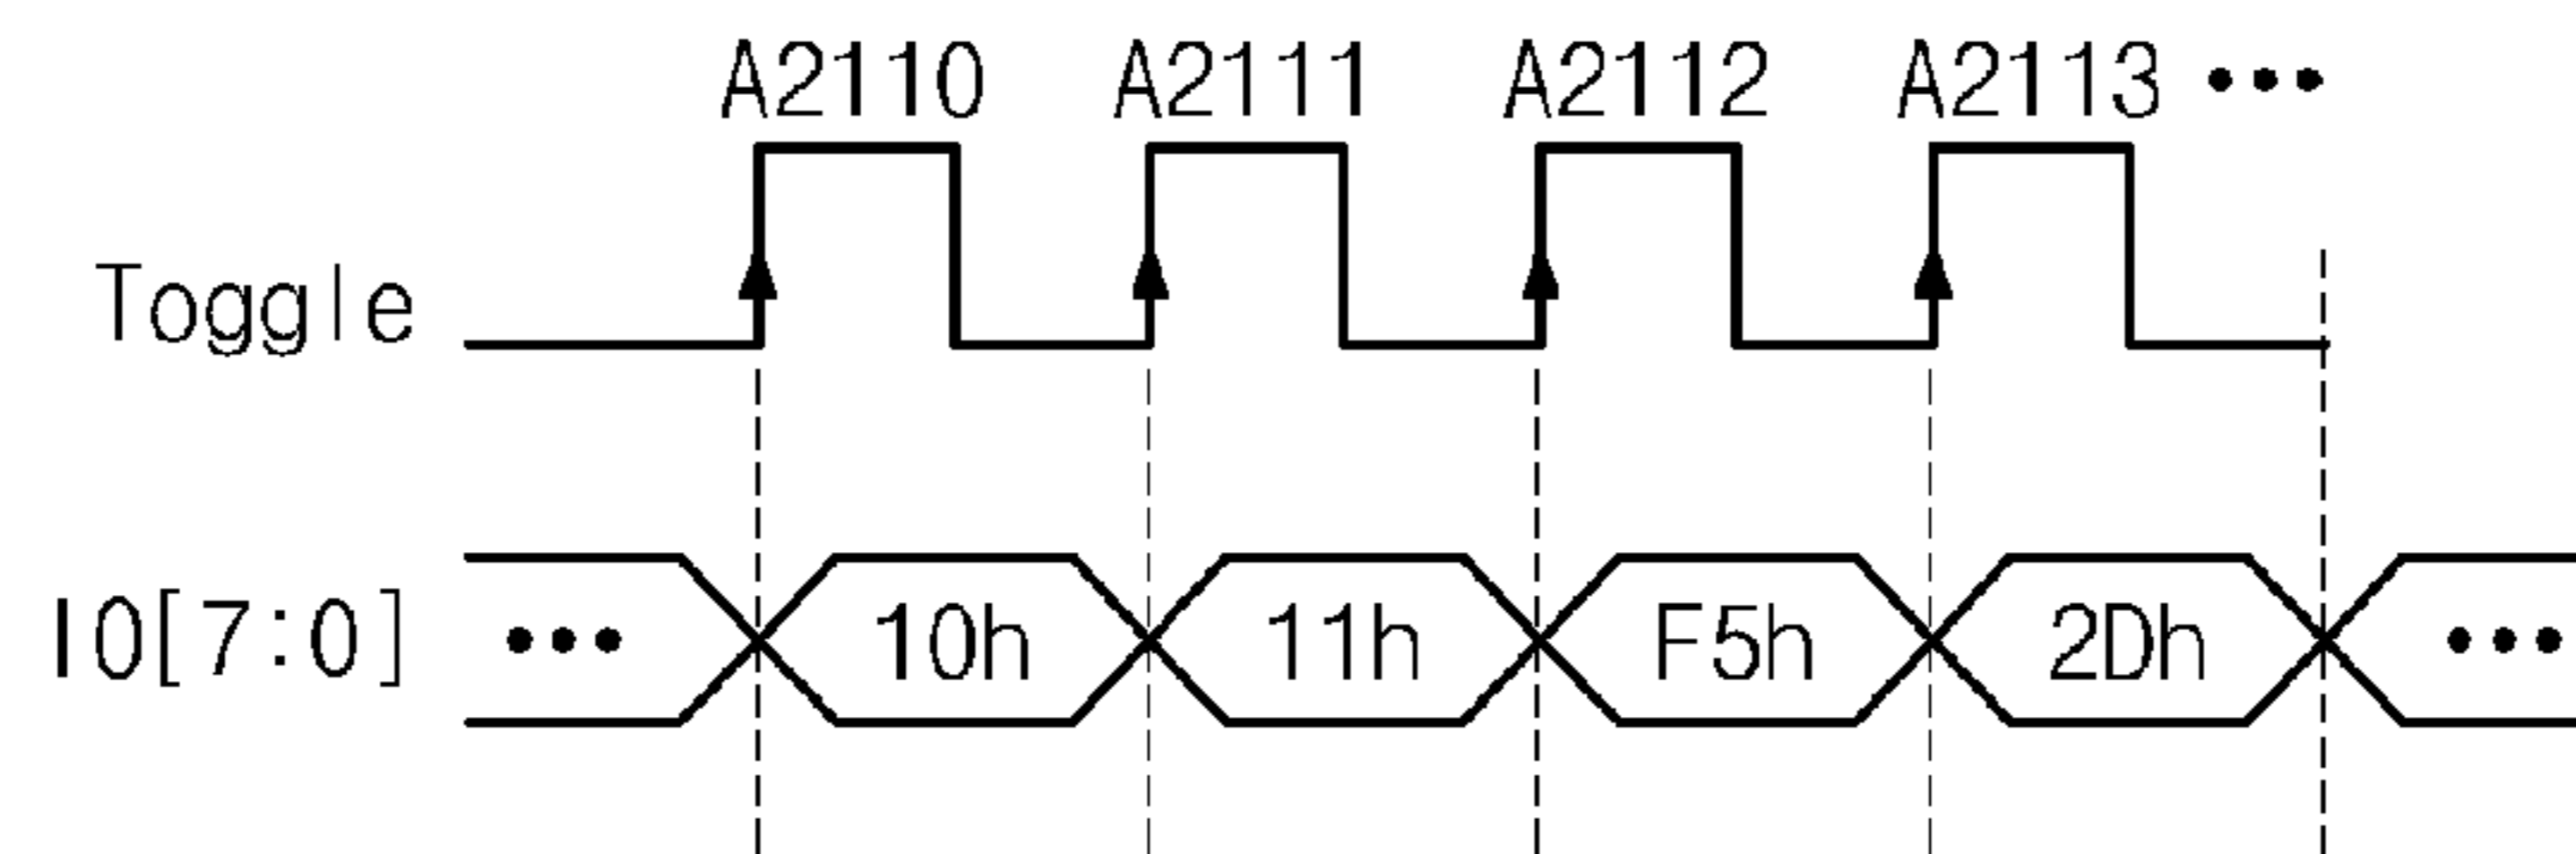 A2110 A2111 A2112 A2113 •••
Toggle
IO[7:0] ••• 10h 11h F5h 2Dh •••